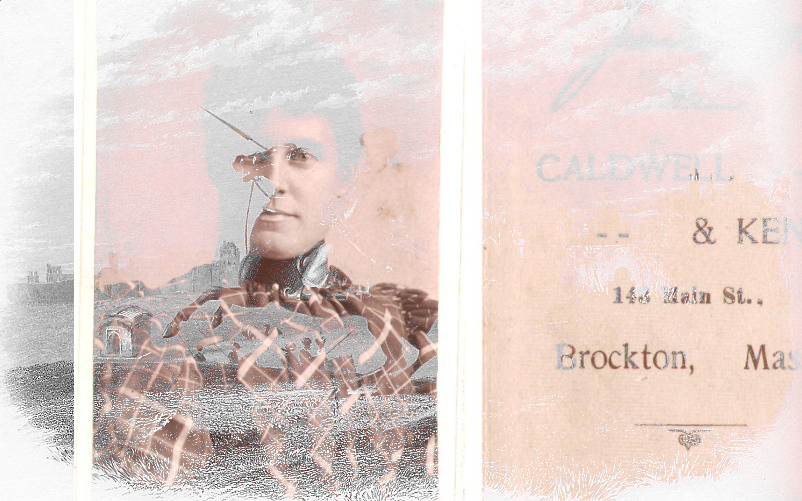 CALDWELL
-- & KEN
Main St.,
Brockton, Mas